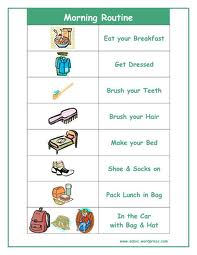 Morning Routine
Eat your Breakfast
Get Dressed
Brush your Teeth
Brush your Hair
Make your Bed
Shoe & Socks on
Pack Lunch in Bag
In the Car
with Bag & Hat